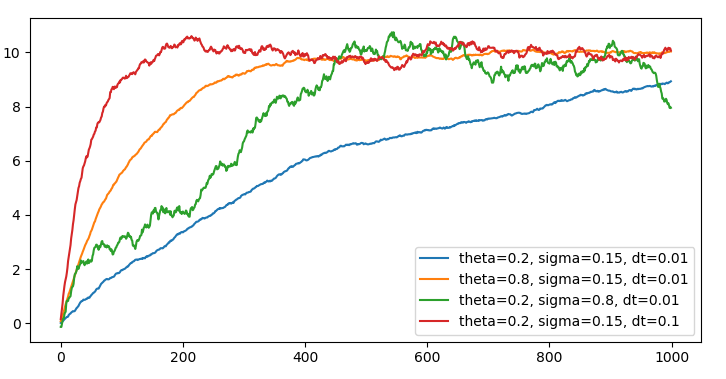 10
8
6
4
2
0
theta=0.2, sigma=0.15, dt=0.01
theta=0.8, sigma=0.15, dt=0.01
theta=0.2, sigma=0.8, dt=0.01
theta=0.2, sigma=0.15, dt=0.1
0 200 400 600 800 1000